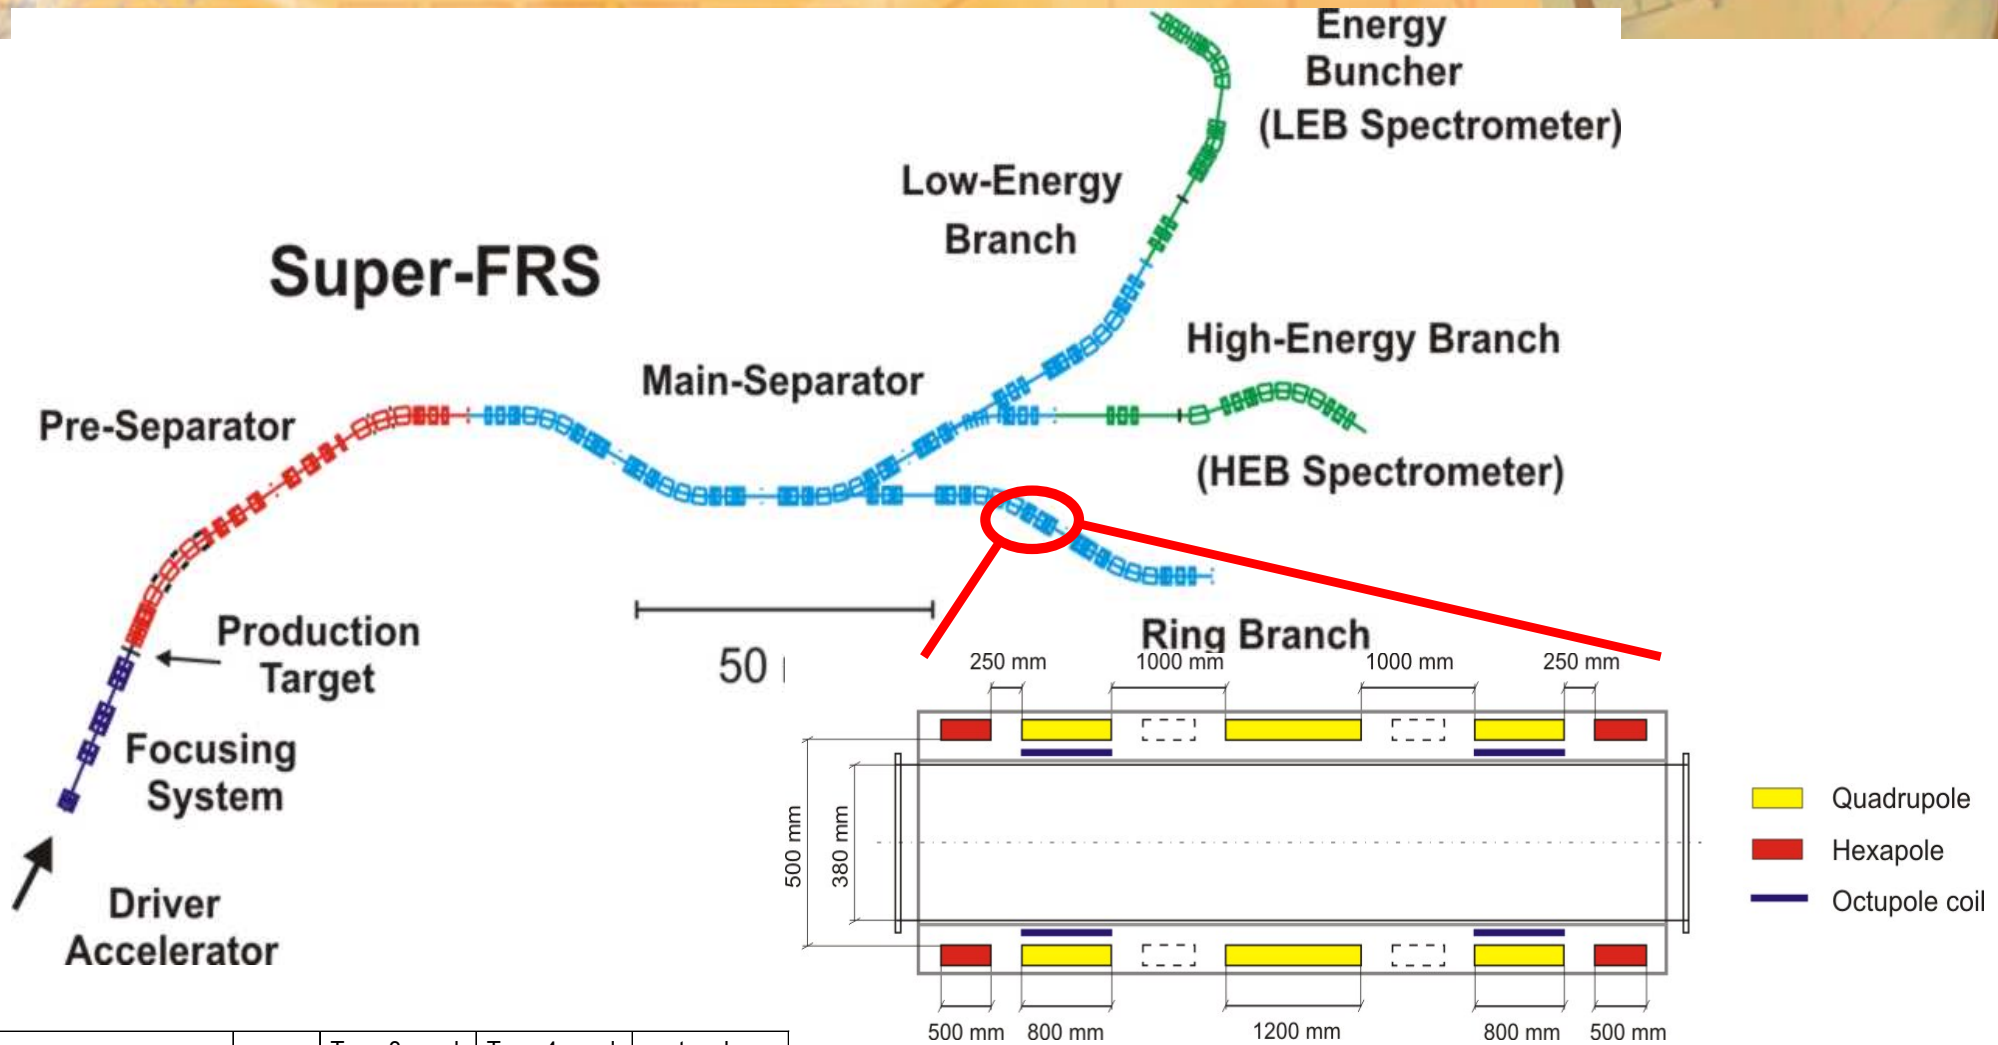 Energy
Buncher
(LEB Spectrometer)
Low-Energy
Branch
Super-FRS
High-Energy Branch
Main-Separator
Pre-Separator
(HEB Spectrometer)
Production
Target
50
Ring Branch
250 mm
1000 mm
1000 mm
250 mm
Focusing
System
500 mm
380 mm
Quadrupole
Hexapole
Octupole coil
Driver
Accelerator
500 mm
800 mm
1200 mm
800 mm
500 mm